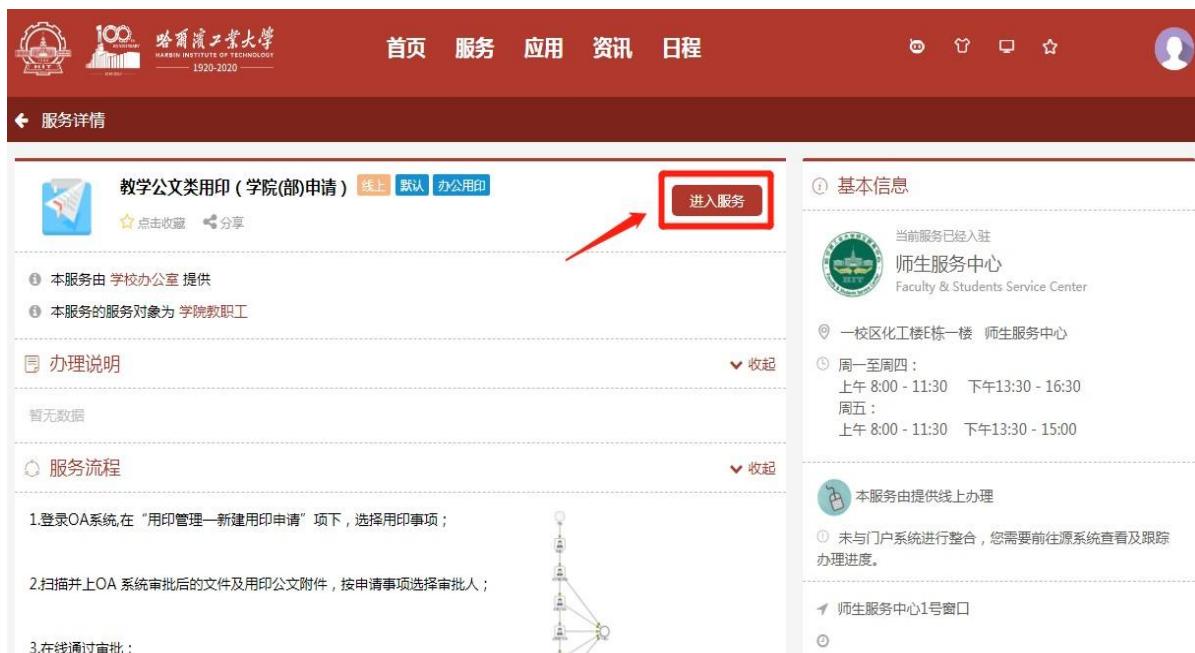 100
ANNIVERSARY
哈爾濱工業大學
HARBIN INSTITUTE OF TECHNOLOGY
1920-2020
HIT
首页 服务 应用 资讯 日程
服务详情
教学公文类用印（学院(部)申请） 线上 默认 办公用印
点击收藏 分享
进入服务
本服务由 学校办公室 提供
本服务的服务对象为 学院教职工
办理说明 收起
暂无数据
服务流程 收起
1.登录OA系统,在“用印管理—新建用印申请”项下，选择用印事项；
2.扫描并上OA 系统审批后的文件及用印公文附件，按申请事项选择审批人；
3.在线通过审批；
基本信息
当前服务已经入驻
师生服务中心
Faculty & Students Service Center
HIT
一校区化工楼E栋一楼 师生服务中心
周一至周四：
上午 8:00 - 11:30 下午13:30 - 16:30
周五：
上午 8:00 - 11:30 下午13:30 - 15:00
本服务由提供线上办理
未与门户系统进行整合，您需要前往源系统查看及跟踪
办理进度。
师生服务中心1号窗口